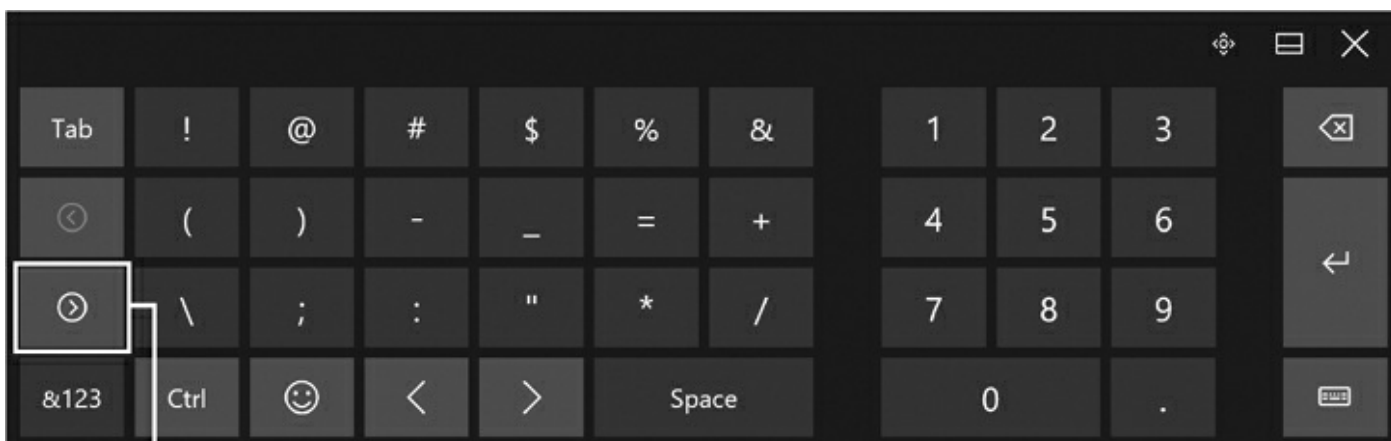 Tab ! @ # $ % & 1 2 3
( ) - _ = + 4 5 6
\ ; : " * / 7 8 9
&123 Ctrl < > Space 0 .